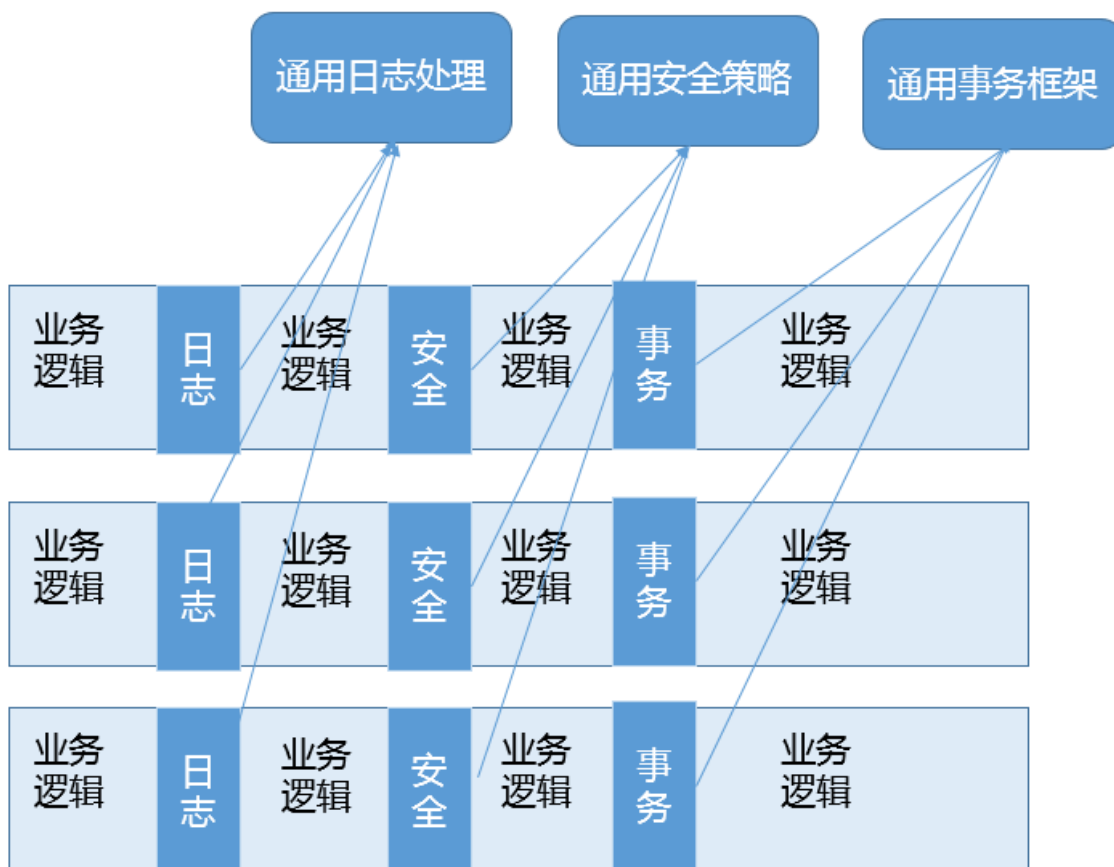 通用日志处理
通用安全策略
通用事务框架
业务
逻辑
日
志
业务
逻辑
安
全
业务
逻辑
事
务
业务
逻辑
业务
逻辑
日
志
业务
逻辑
安
全
业务
逻辑
事
务
业务
逻辑
业务
逻辑
日
志
业务
逻辑
安
全
业务
逻辑
事
务
业务
逻辑